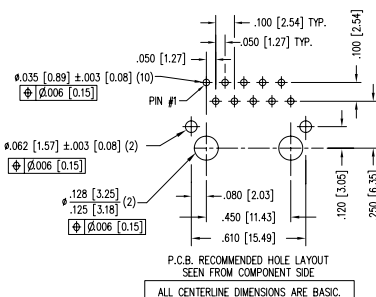 .100 [2.54] TYP.
.050 [1.27] TYP.
.050 [1.27]
.100 [2.54]
ø.035 [0.89] ±.003 [0.08] (10)
⌖ Ø.006 [0.15]
PIN #1
ø.062 [1.57] ±.003 [0.08] (2)
⌖ Ø.006 [0.15]
ø .128 [3.25]
.125 [3.18] (2)
⌖ Ø.006 [0.15]
.080 [2.03]
.450 [11.43]
.610 [15.49]
.120 [3.05]
.250 [6.35]
P.C.B. RECOMMENDED HOLE LAYOUT
SEEN FROM COMPONENT SIDE
ALL CENTERLINE DIMENSIONS ARE BASIC.